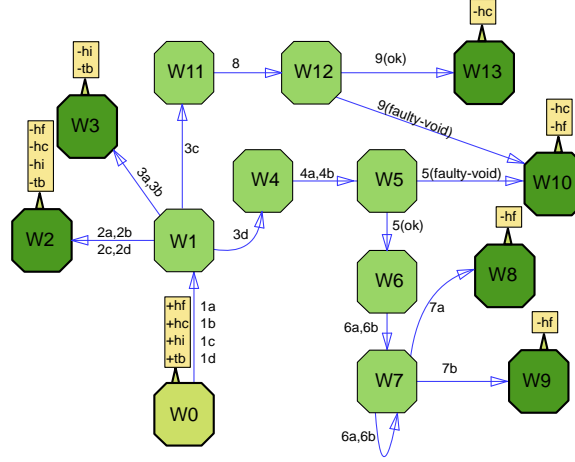 -hc
-hi
-tb
W11
8
W12
9(ok)
W13
-hf
-hc
-hi
-tb
W3
9(faulty-void)
-hc
-hf
3a,3b
3c
W4
4a,4b
W5
5(faulty-void)
W10
W2
2a,2b
2c,2d
W1
3d
5(ok)
-hf
W6
W8
+hf
+hc
+hi
+tb
1a
1b
1c
1d
6a,6b
7a
-hf
W7
7b
W9
W0
6a,6b